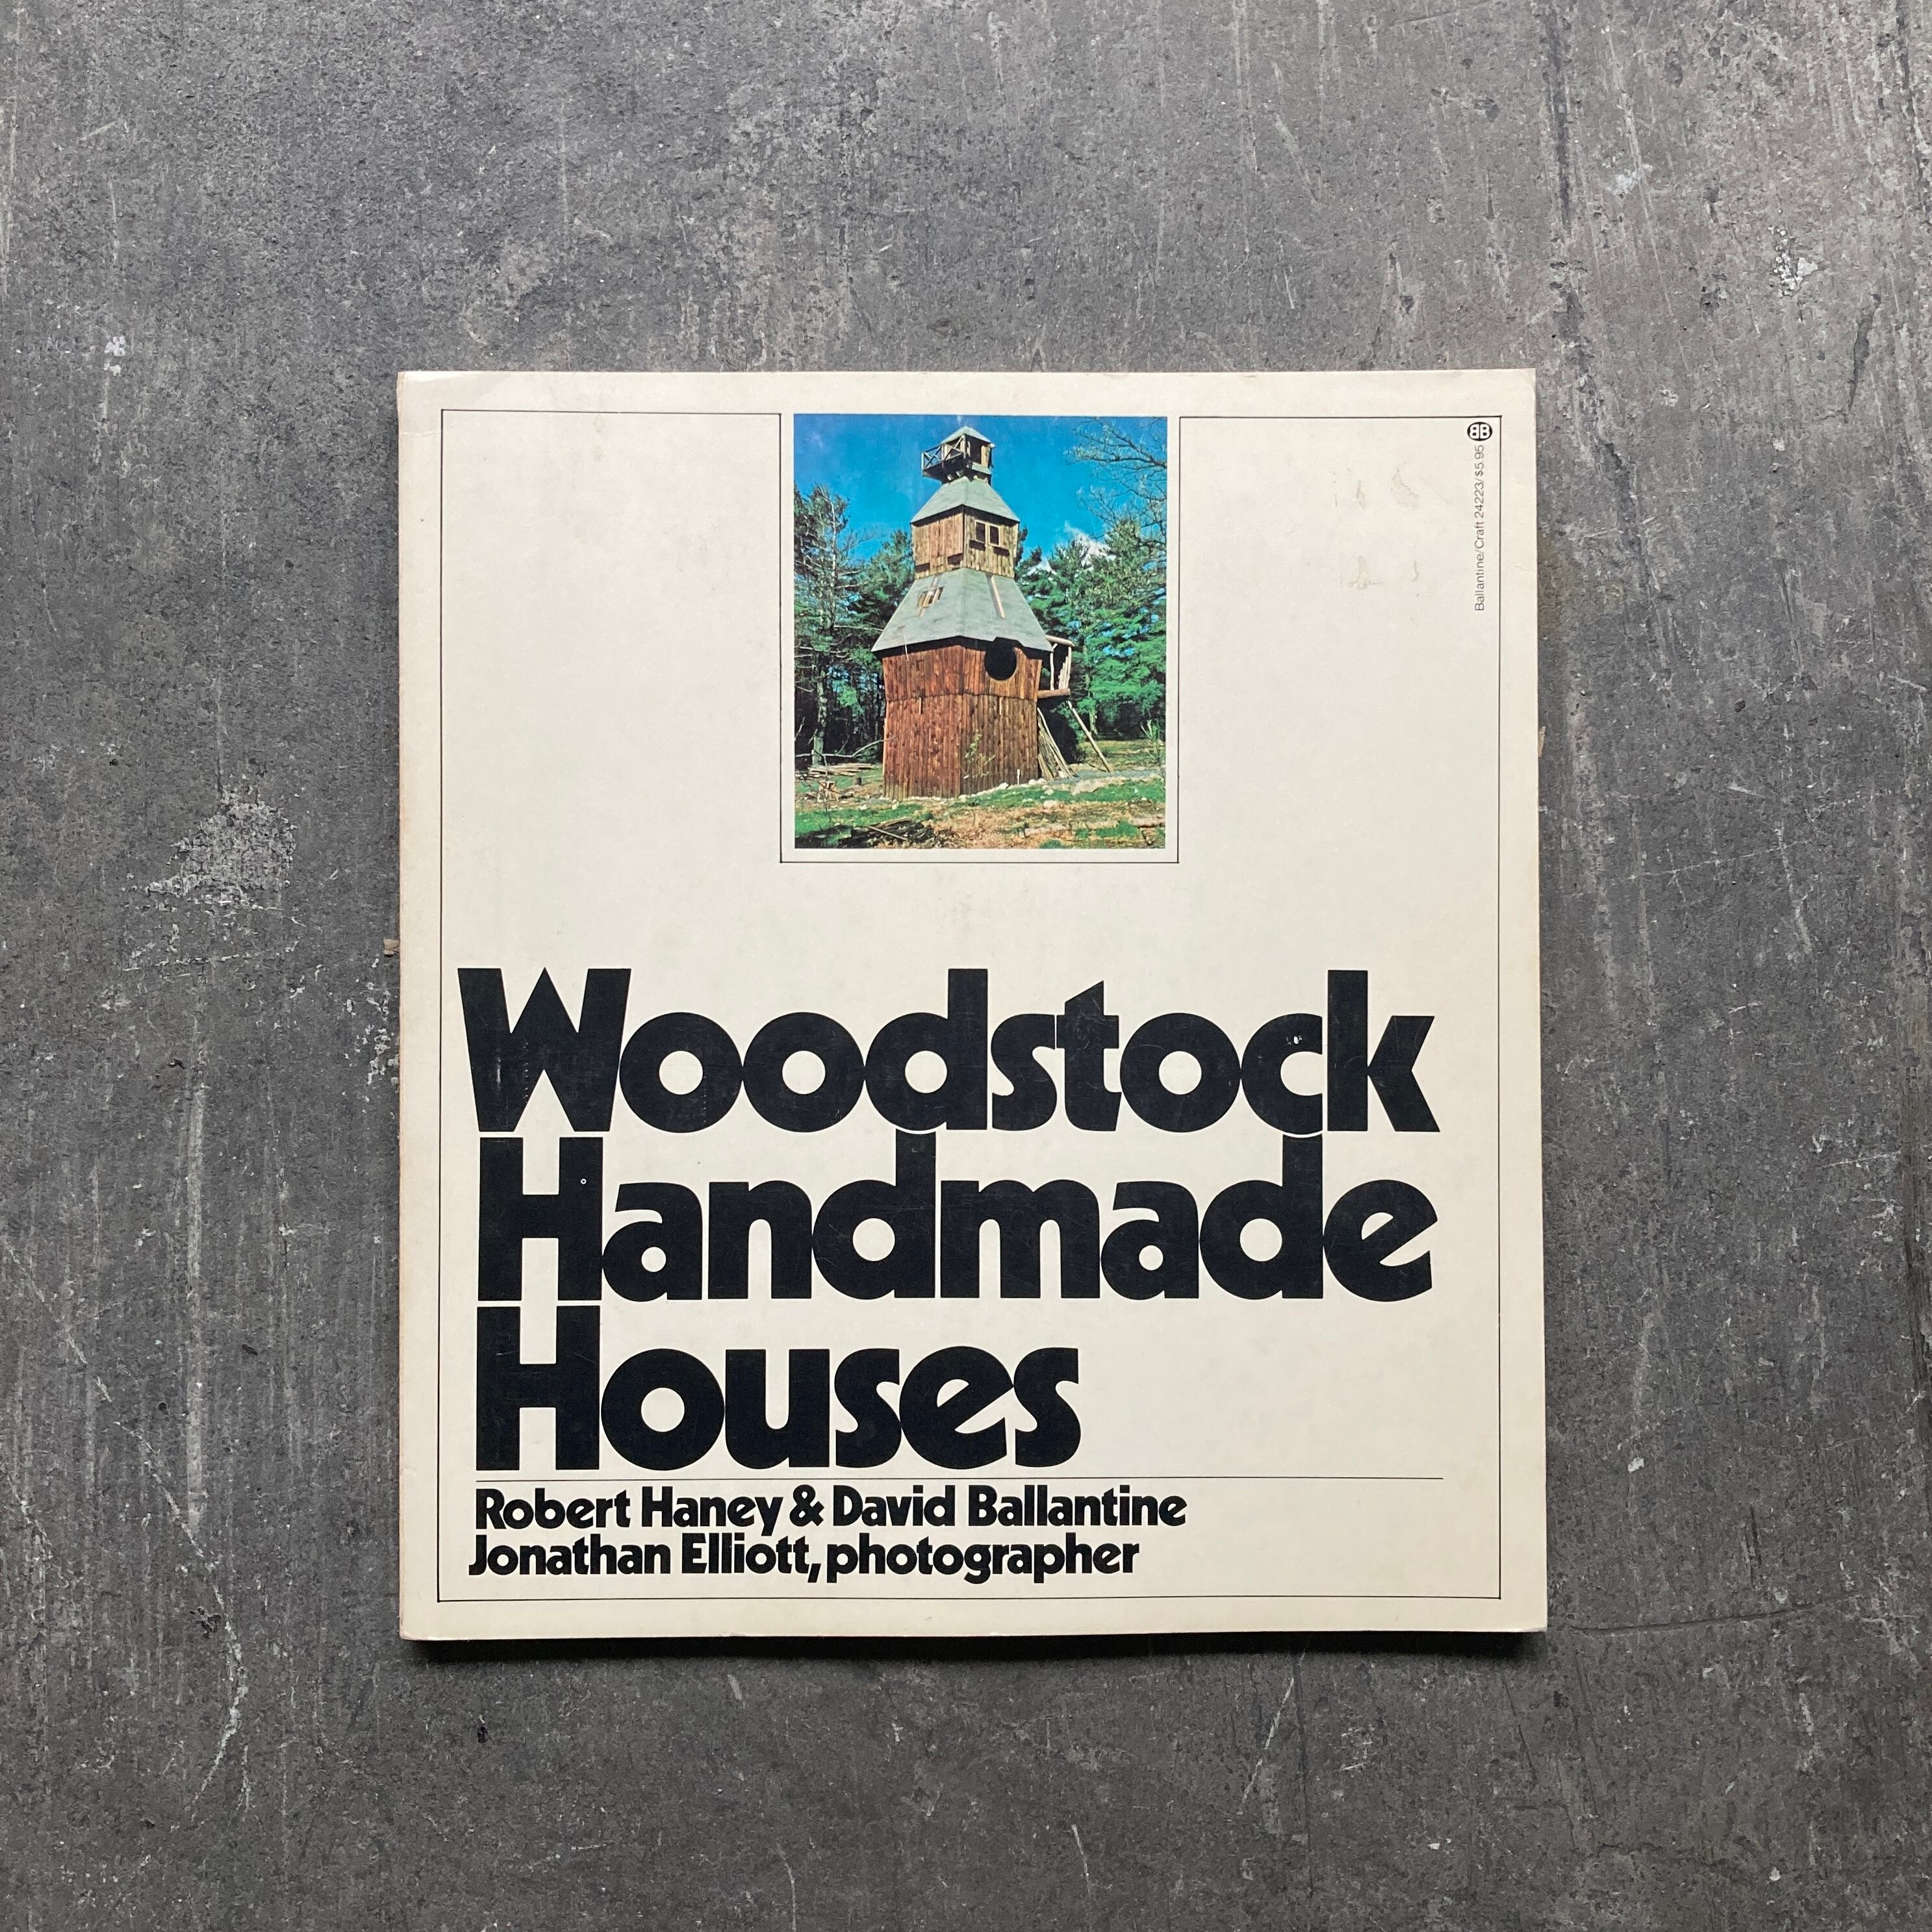 BB
Ballantine/Craft 24223/$5.95
Woodstock
Handmade
Houses
Robert Haney & David Ballantine
Jonathan Elliott, photographer